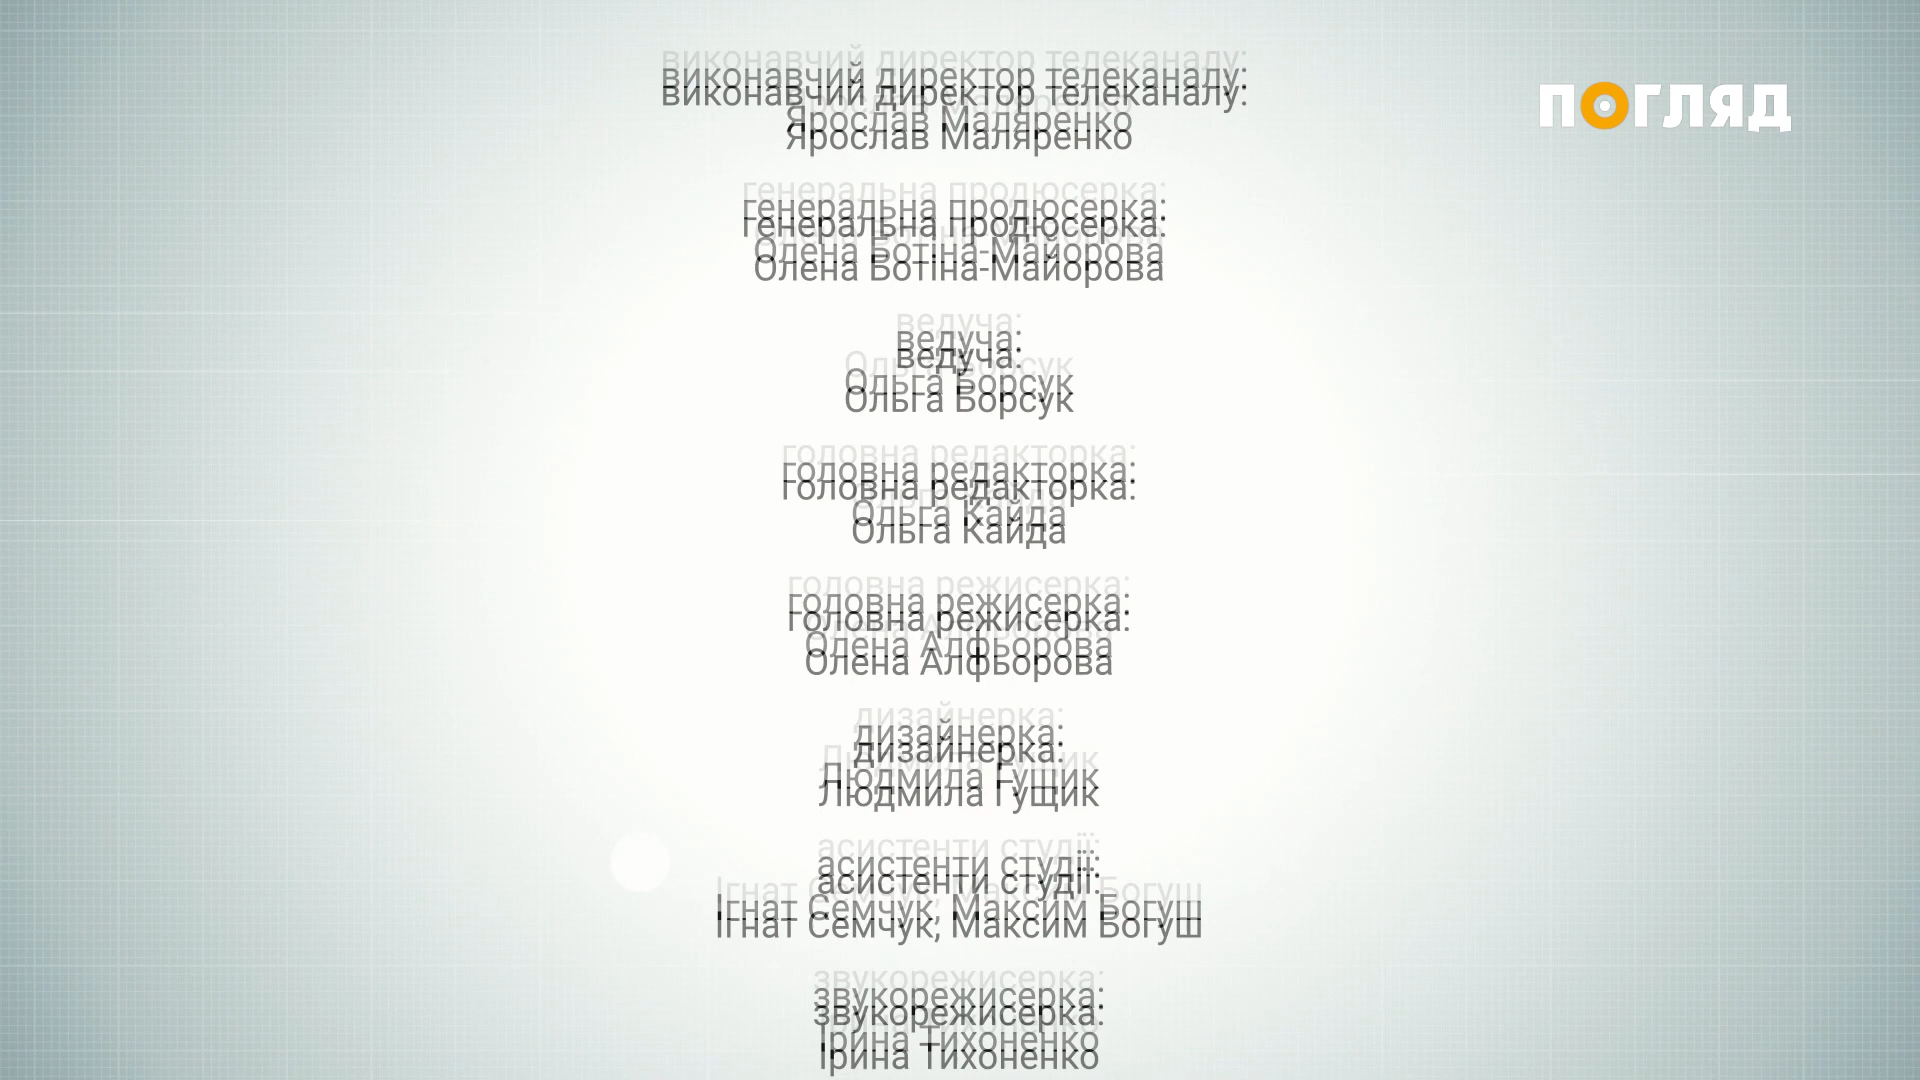 виконавчий директор телеканалу:
Ярослав Маляренко
ПОГЛЯД
генеральна продюсерка:
Олена Ботіна-Майорова
ведуча:
Ольга Борсук
головна редакторка:
Ольга Кайда
головна режисерка:
Олена Алфьорова
дизайнерка:
Людмила Гущик
асистенти студії:
Ігнат Семчук, Максим Богуш
звукорежисерка:
Ірина Тихоненко